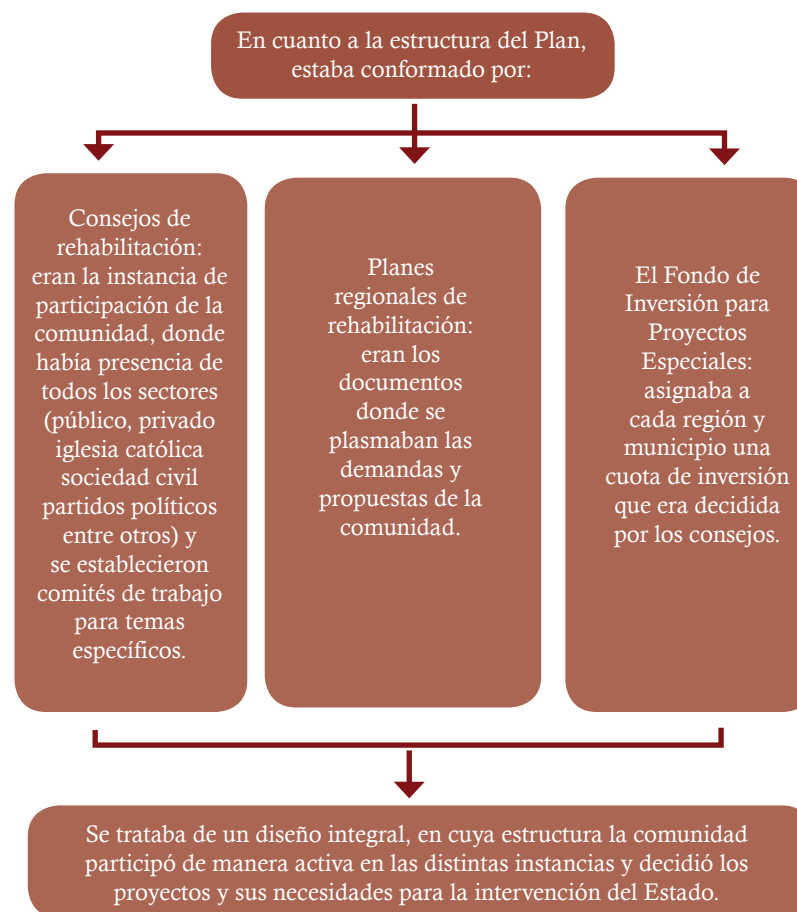 En cuanto a la estructura del Plan,
estaba conformado por:
Consejos de
rehabilitación:
eran la instancia de
participación de la
comunidad, donde
había presencia de
todos los sectores
(público, privado
iglesia católica
sociedad civil
partidos políticos
entre otros) y
se establecieron
comités de trabajo
para temas
específicos.
Planes
regionales de
rehabilitación:
eran los
documentos
donde se
plasmaban las
demandas y
propuestas de la
comunidad.
El Fondo de
Inversión para
Proyectos
Especiales:
asignaba a
cada región y
municipio una
cuota de inversión
que era decidida
por los consejos.
Se trataba de un diseño integral, en cuya estructura la comunidad
participó de manera activa en las distintas instancias y decidió los
proyectos y sus necesidades para la intervención del Estado.